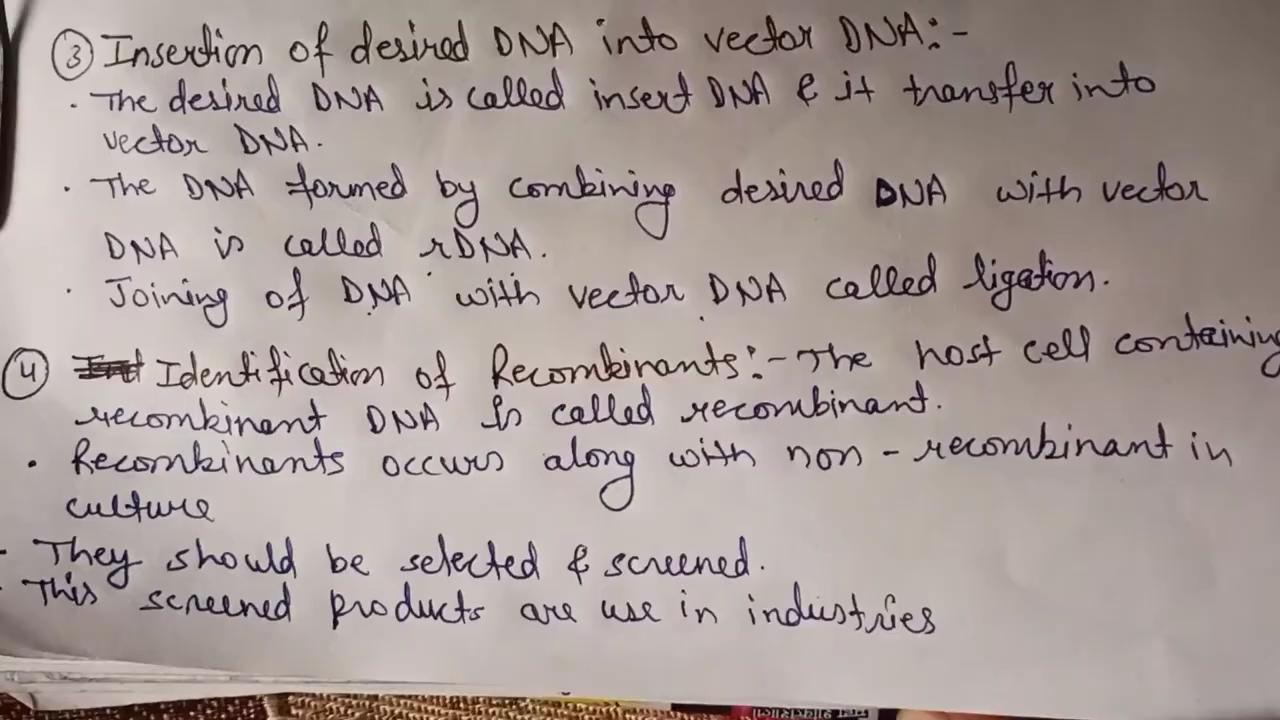 ③ Insertion of desired DNA into vector DNA:-
· The desired DNA is called insert DNA & it transfer into
vector DNA.
· The DNA formed by combining desired DNA with vector
DNA is called rDNA.
· Joining of DNA with vector DNA called ligation.
④ Identification of Recombinants:- The host cell containing
recombinent DNA is called recombinant.
· Recombinants occurs along with non-recombinant in
culture
- They should be selected & screened.
- This screened products are use in industries